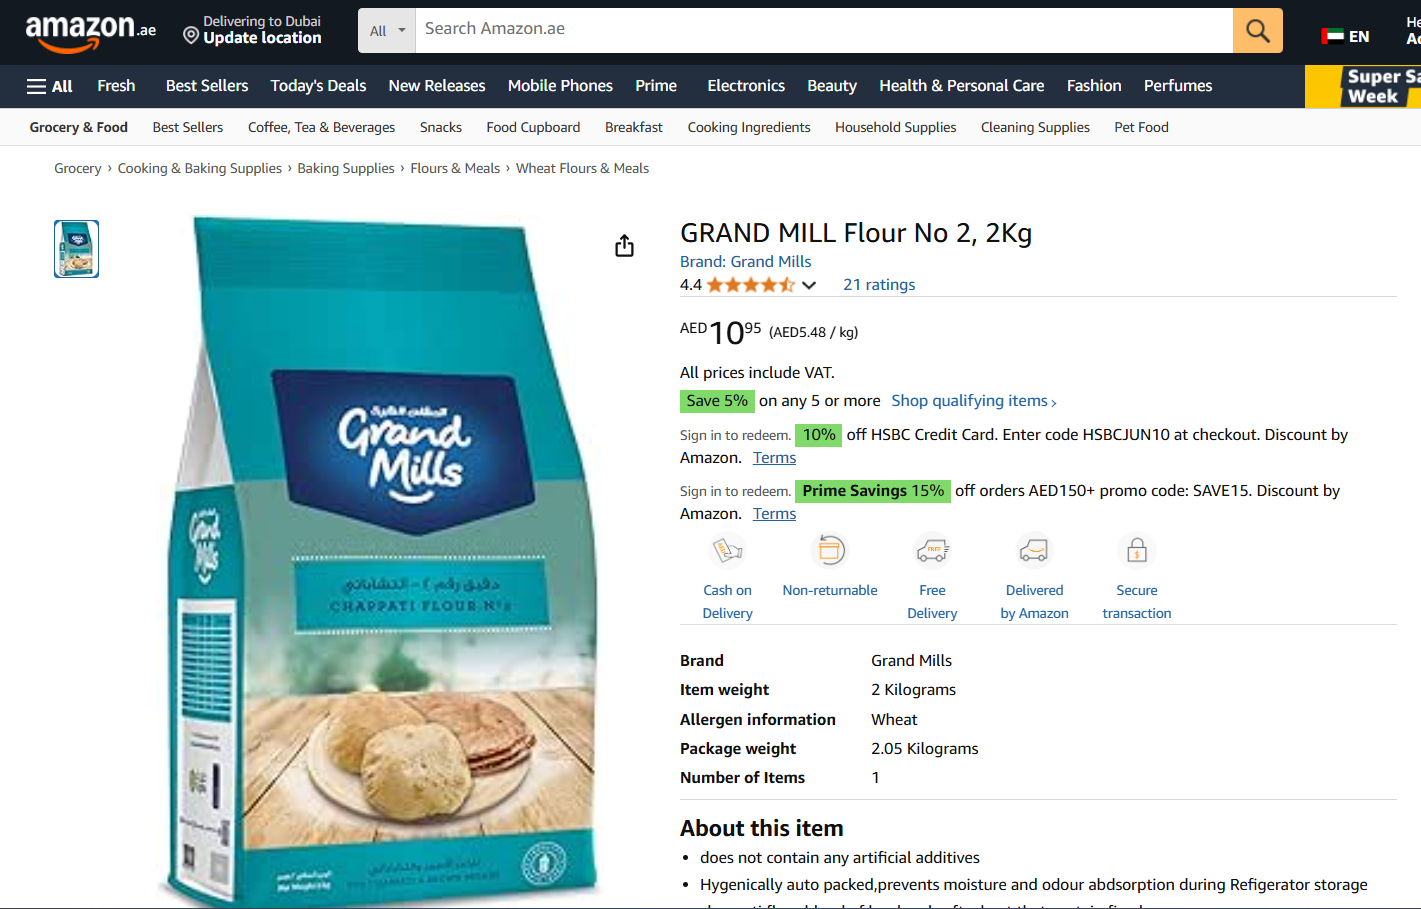 amazon.ae
Delivering to Dubai
Update location
All
Search Amazon.ae
EN
All
Fresh
Best Sellers
Today's Deals
New Releases
Mobile Phones
Prime
Electronics
Beauty
Health & Personal Care
Fashion
Perfumes
Super Sa
Week
Grocery & Food
Best Sellers
Coffee, Tea & Beverages
Snacks
Food Cupboard
Breakfast
Cooking Ingredients
Household Supplies
Cleaning Supplies
Pet Food
Grocery › Cooking & Baking Supplies › Baking Supplies › Flours & Meals › Wheat Flours & Meals
Grand
Mills
Grand
Mills
دقيق رقم ٢ - التشاباتي
CHAPPATI FLOUR Nº2
GRAND MILL Flour No 2, 2Kg
Brand: Grand Mills
4.4
21 ratings
AED10 95 (AED5.48 / kg)
All prices include VAT.
Save 5% on any 5 or more Shop qualifying items ›
Sign in to redeem. 10% off HSBC Credit Card. Enter code HSBCJUN10 at checkout. Discount by
Amazon. Terms
Sign in to redeem. Prime Savings 15% off orders AED150+ promo code: SAVE15. Discount by
Amazon. Terms
FREE
Cash on
Delivery
Non-returnable
Free
Delivery
Delivered
by Amazon
Secure
transaction
Brand Grand Mills
Item weight 2 Kilograms
Allergen information Wheat
Package weight 2.05 Kilograms
Number of Items 1
About this item
• does not contain any artificial additives
• Hygenically auto packed,prevents moisture and odour abdsorption during Refigerator storage